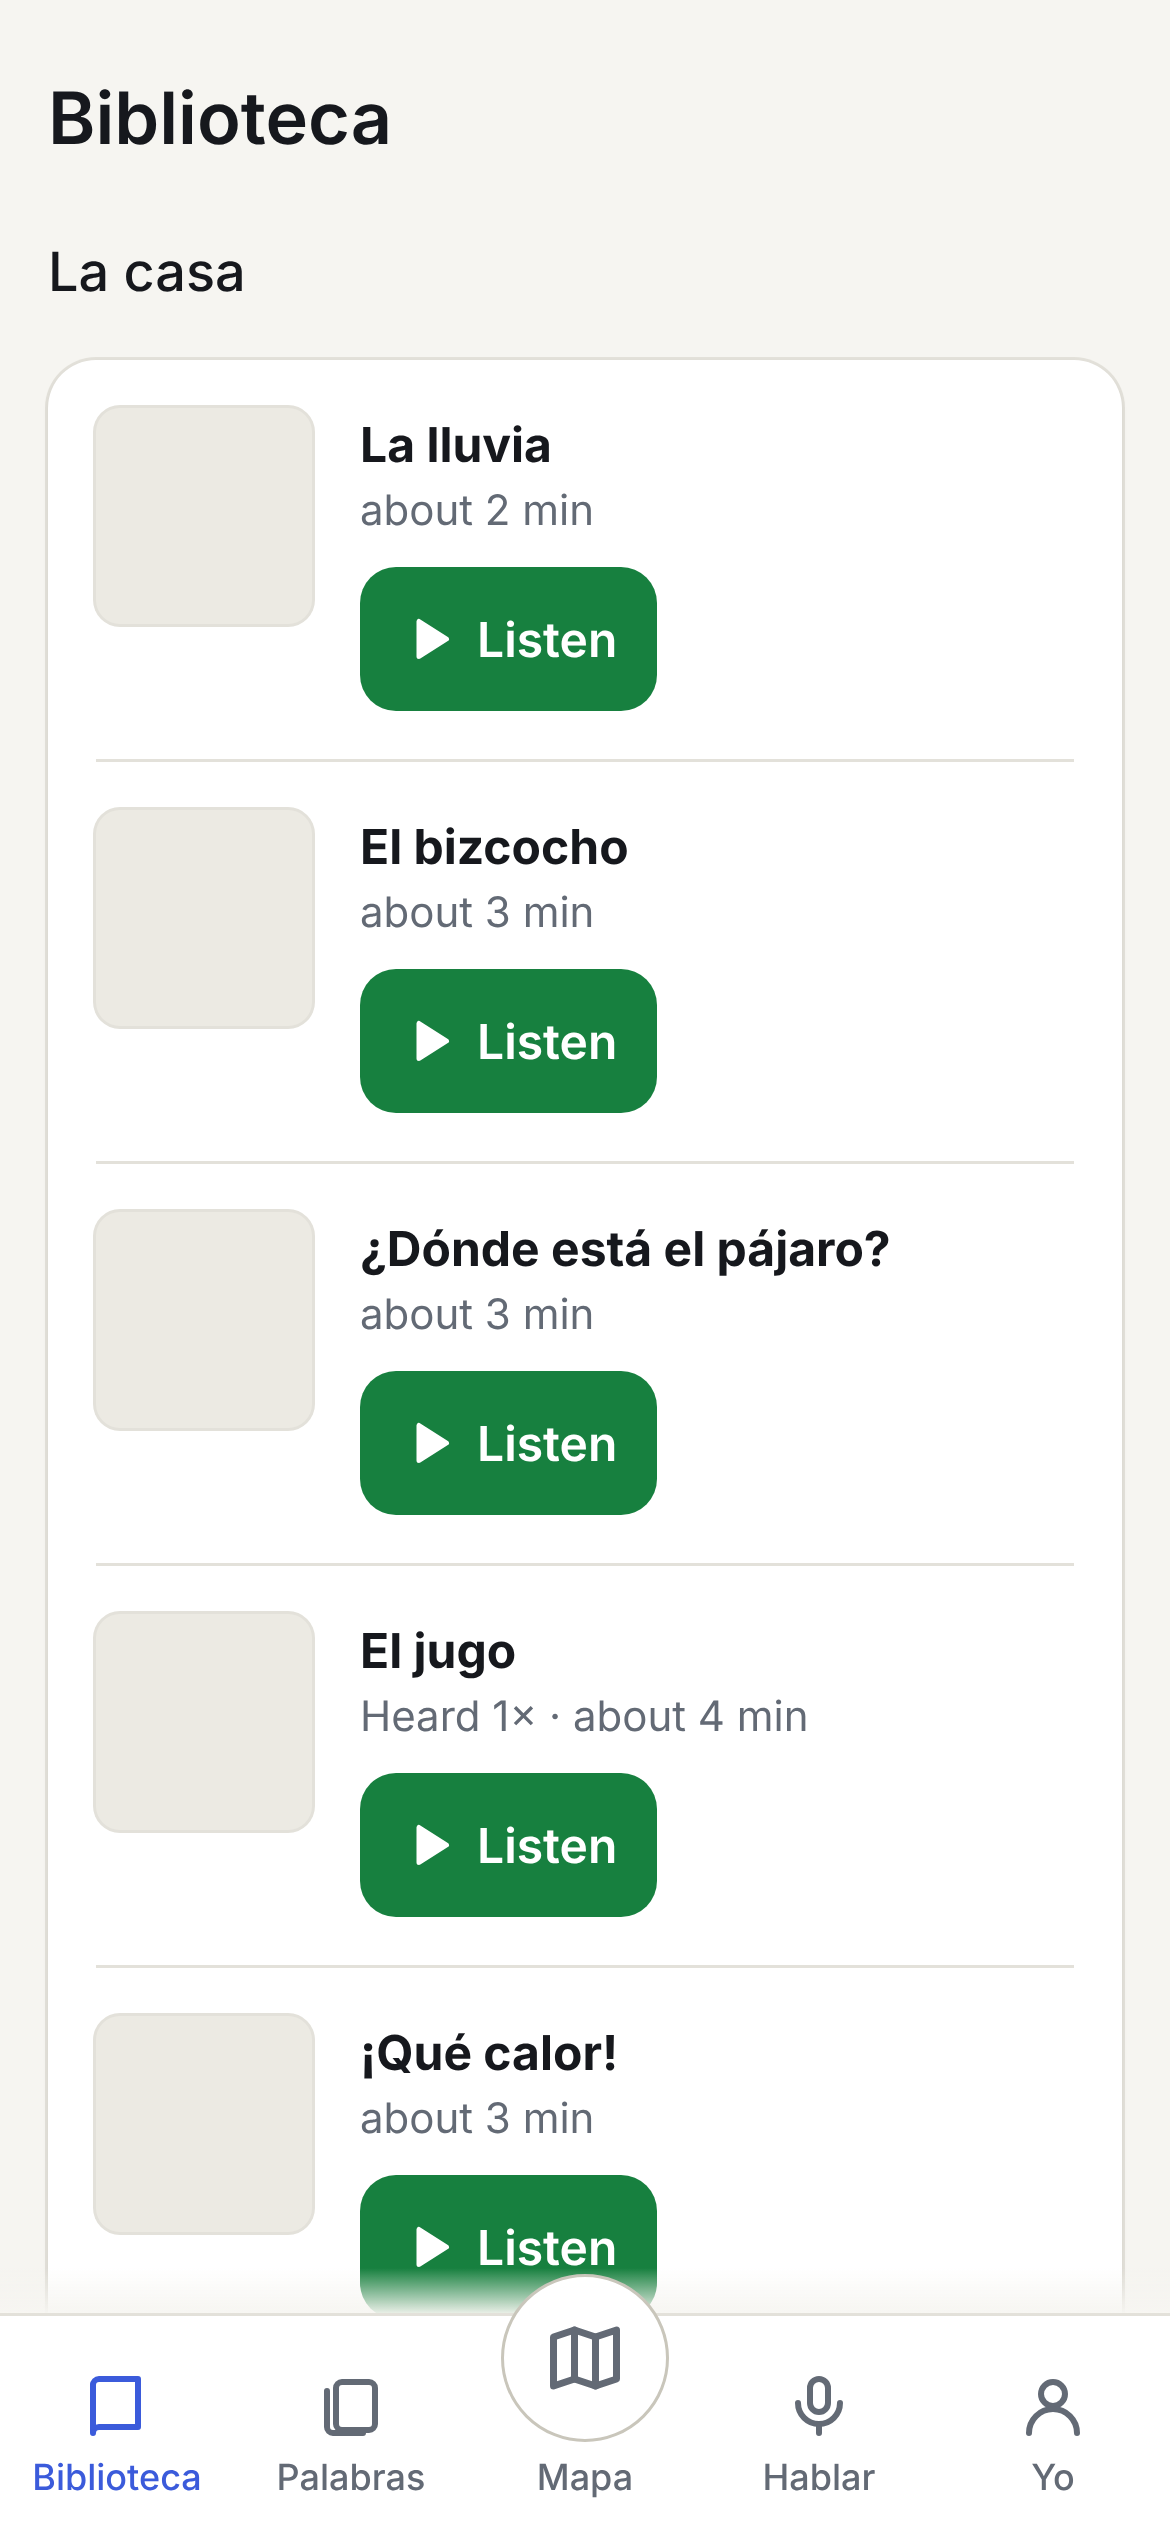 Biblioteca
La casa
La lluvia
about 2 min
Listen
El bizcocho
about 3 min
Listen
¿Dónde está el pájaro?
about 3 min
Listen
El jugo
Heard 1× · about 4 min
Listen
¡Qué calor!
about 3 min
Listen
Biblioteca
Palabras
Mapa
Hablar
Yo